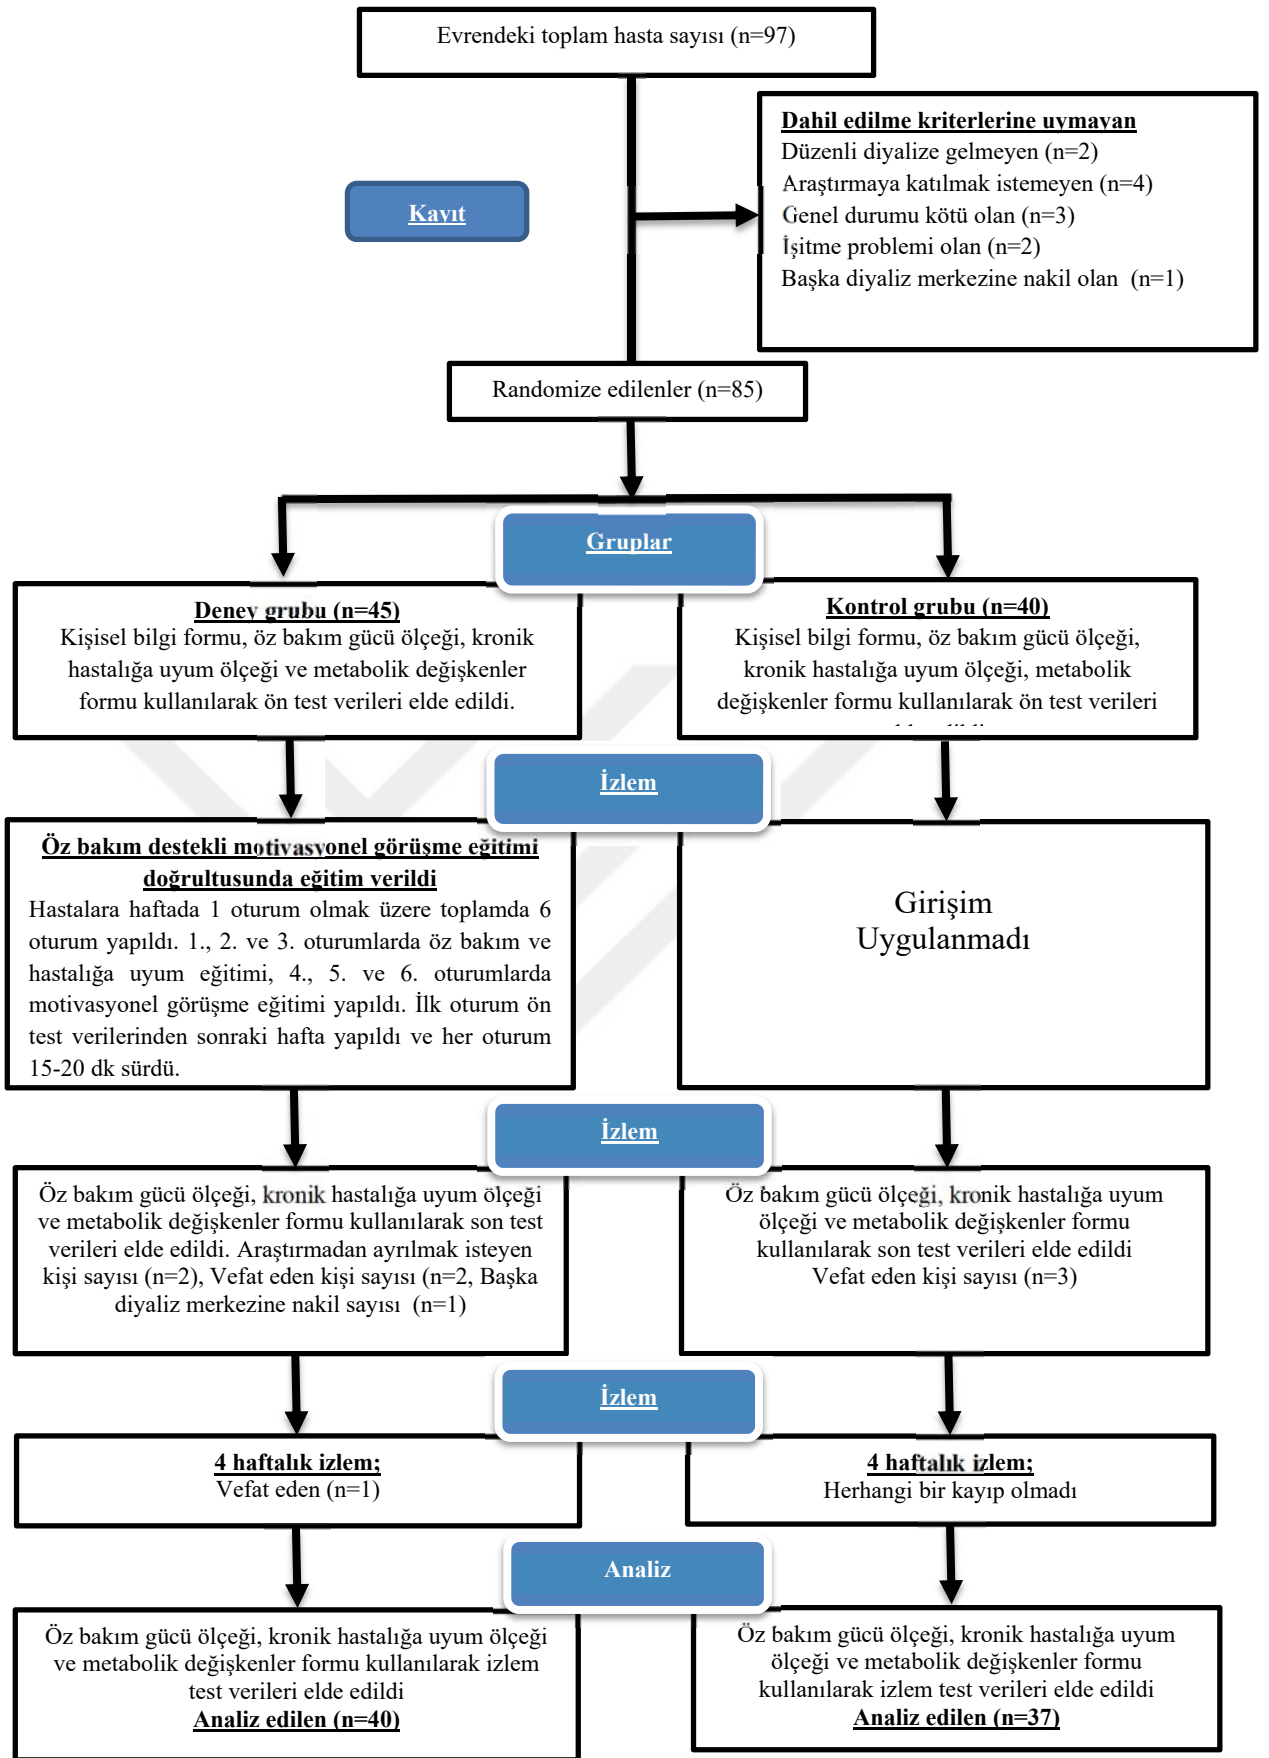 Evrendeki toplam hasta sayısı (n=97)
Dahil edilme kriterlerine uymayan
Düzenli diyalize gelmeyen (n=2)
Araştırmaya katılmak istemeyen (n=4)
Genel durumu kötü olan (n=3)
İşitme problemi olan (n=2)
Başka diyaliz merkezine nakil olan (n=1)
Kayıt
Randomize edilenler (n=85)
Gruplar
Deney grubu (n=45)
Kişisel bilgi formu, öz bakım gücü ölçeği, kronik
hastalığa uyum ölçeği ve metabolik değişkenler
formu kullanılarak ön test verileri elde edildi.
Kontrol grubu (n=40)
Kişisel bilgi formu, öz bakım gücü ölçeği,
kronik hastalığa uyum ölçeği, metabolik
değişkenler formu kullanılarak ön test verileri
İzlem
Öz bakım destekli motivasyonel görüşme eğitimi
doğrultusunda eğitim verildi
Hastalara haftada 1 oturum olmak üzere toplamda 6
oturum yapıldı. 1., 2. ve 3. oturumlarda öz bakım ve
hastalığa uyum eğitimi, 4., 5. ve 6. oturumlarda
motivasyonel görüşme eğitimi yapıldı. İlk oturum ön
test verilerinden sonraki hafta yapıldı ve her oturum
15-20 dk sürdü.
Girişim
Uygulanmadı
İzlem
Öz bakım gücü ölçeği, kronik hastalığa uyum ölçeği
ve metabolik değişkenler formu kullanılarak son test
verileri elde edildi. Araştırmadan ayrılmak isteyen
kişi sayısı (n=2), Vefat eden kişi sayısı (n=2, Başka
diyaliz merkezine nakil sayısı (n=1)
Öz bakım gücü ölçeği, kronik hastalığa uyum
ölçeği ve metabolik değişkenler formu
kullanılarak son test verileri elde edildi
Vefat eden kişi sayısı (n=3)
İzlem
4 haftalık izlem;
Vefat eden (n=1)
4 haftalık izlem;
Herhangi bir kayıp olmadı
Analiz
Öz bakım gücü ölçeği, kronik hastalığa uyum ölçeği
ve metabolik değişkenler formu kullanılarak izlem
test verileri elde edildi
Analiz edilen (n=40)
Öz bakım gücü ölçeği, kronik hastalığa uyum
ölçeği ve metabolik değişkenler formu
kullanılarak izlem test verileri elde edildi
Analiz edilen (n=37)